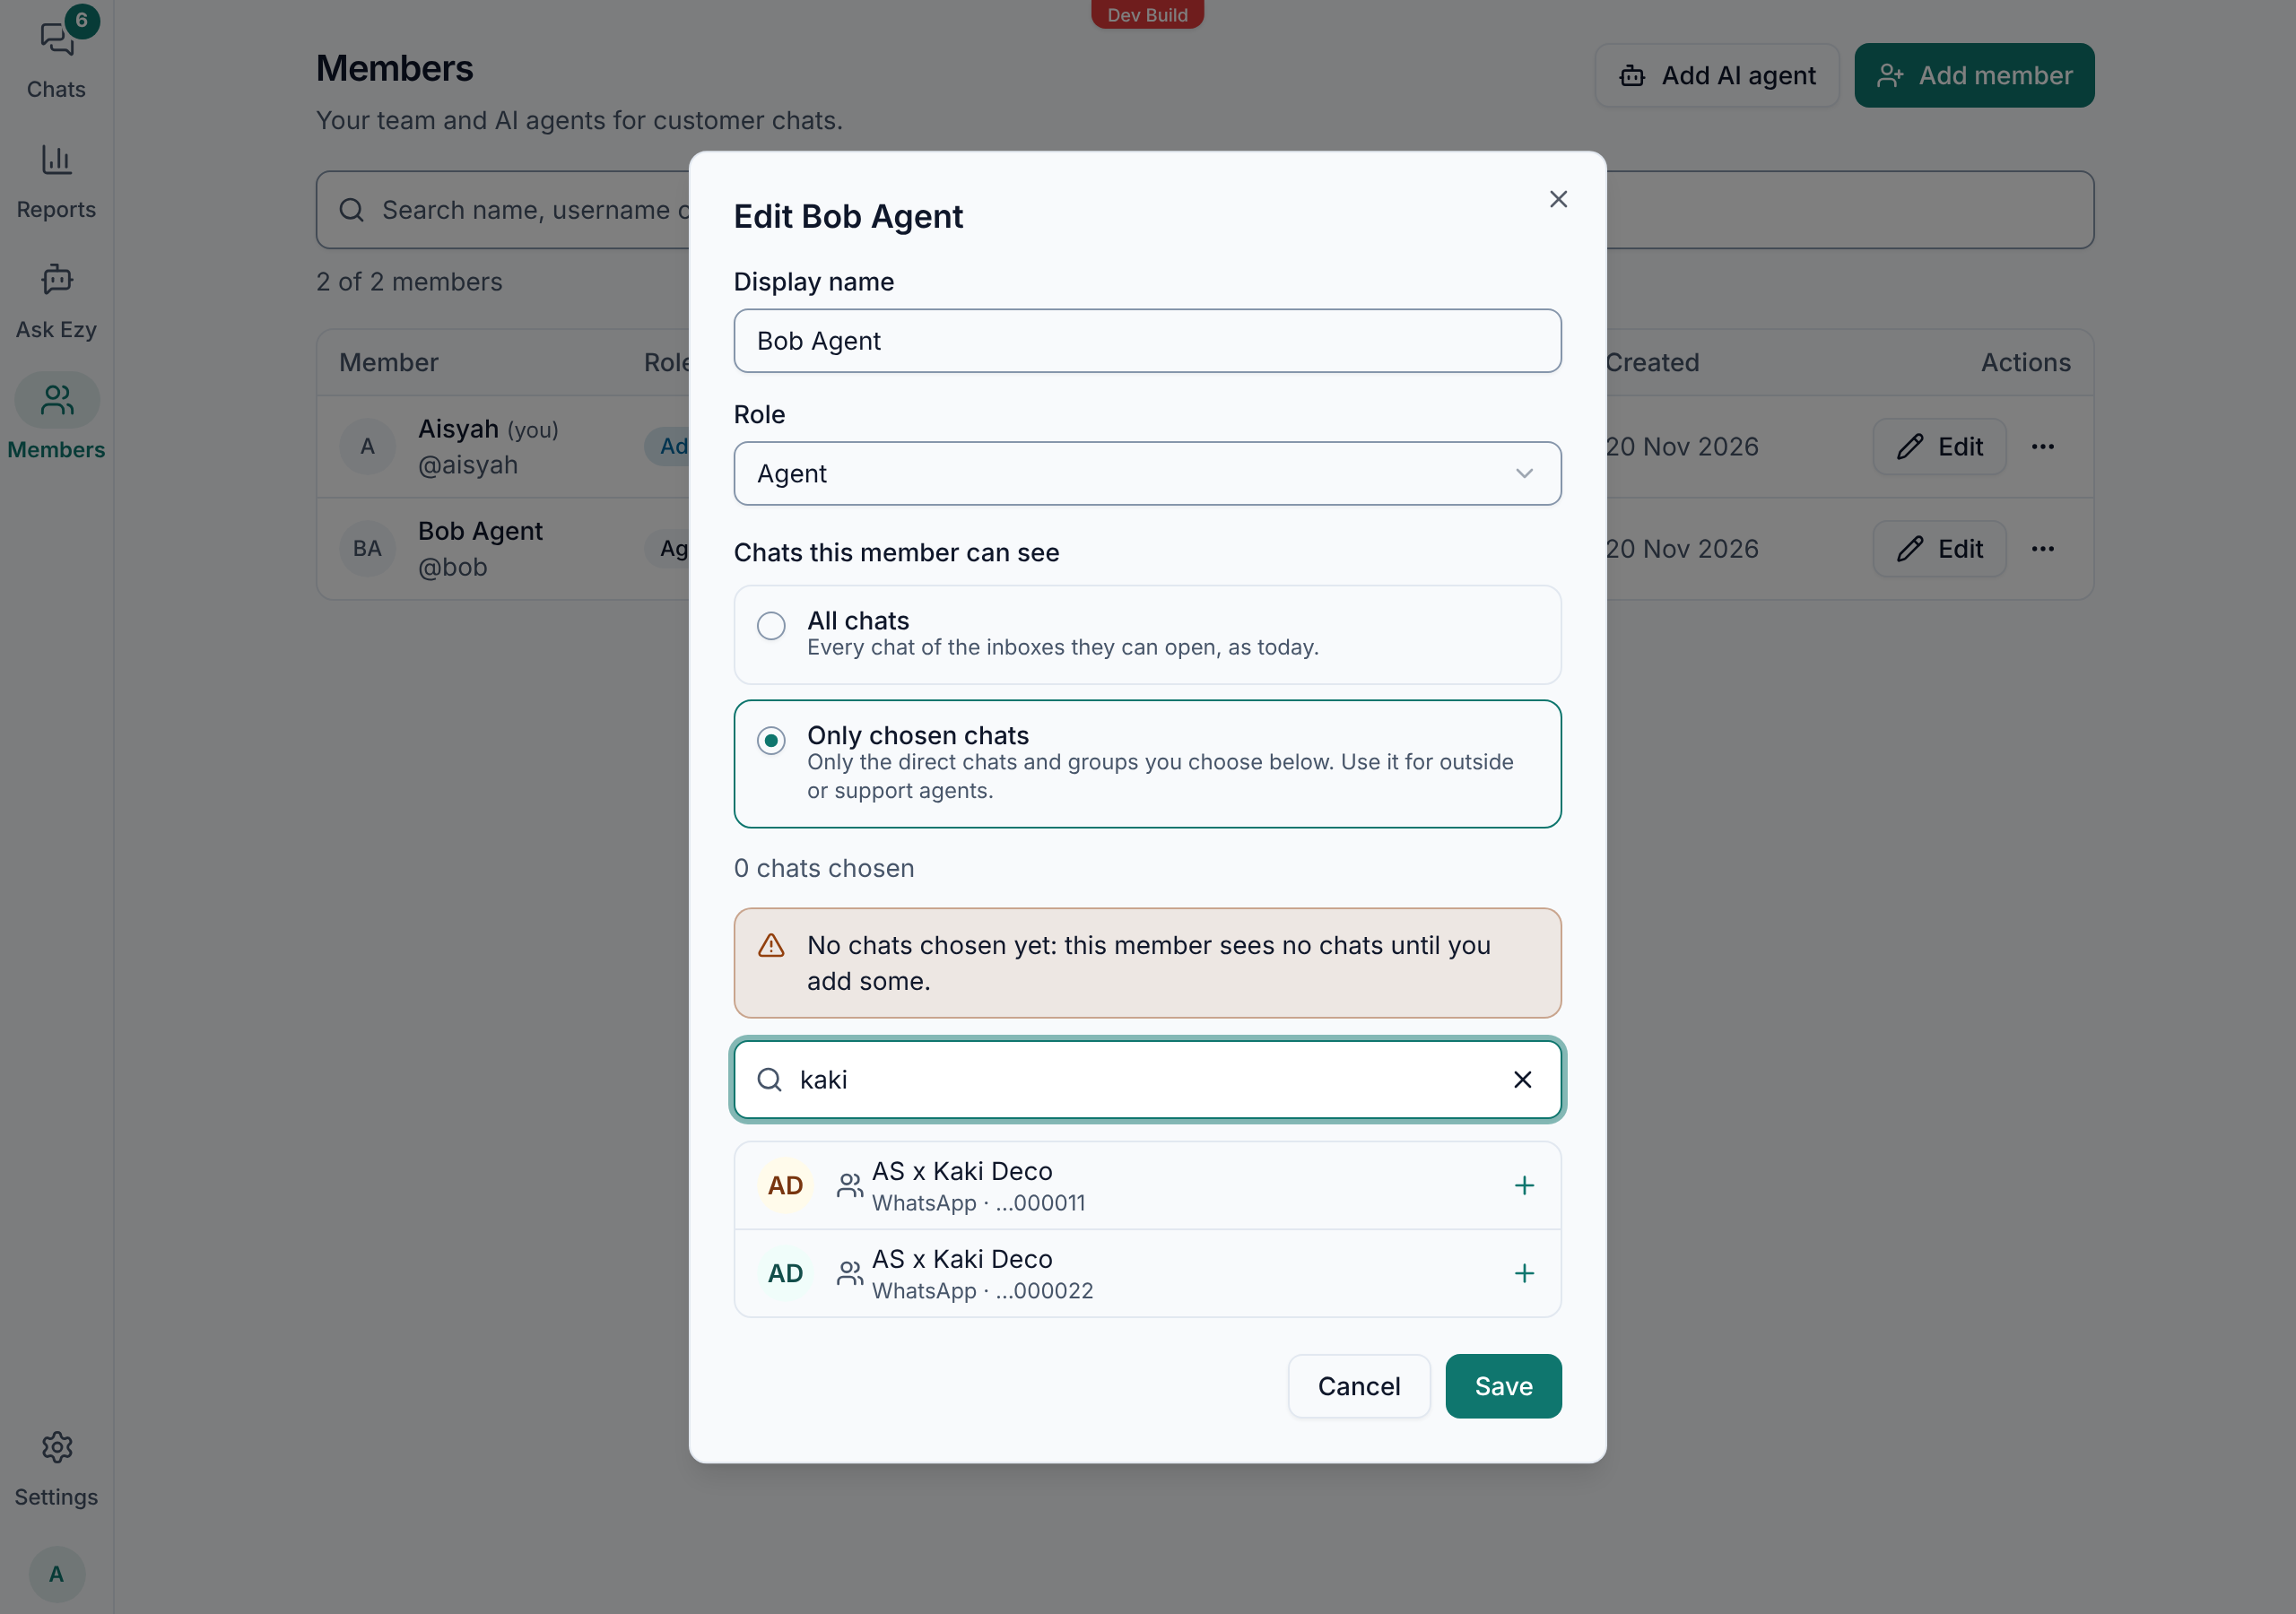 6
Chats
Reports
Ask Ezy
Members
Settings
A
Dev Build
Members
Your team and AI agents for customer chats.
Add AI agent
Add member
Search name, username
2 of 2 members
Member
Role
Created
Actions
A
Aisyah (you)
@aisyah
Ad
20 Nov 2026
Edit
BA
Bob Agent
@bob
Ag
20 Nov 2026
Edit
Edit Bob Agent
Display name
Bob Agent
Role
Agent
Chats this member can see
All chats
Every chat of the inboxes they can open, as today.
Only chosen chats
Only the direct chats and groups you choose below. Use it for outside
or support agents.
0 chats chosen
No chats chosen yet: this member sees no chats until you
add some.
kaki
AD
AS x Kaki Deco
WhatsApp · ...000011
AD
AS x Kaki Deco
WhatsApp · ...000022
Cancel
Save